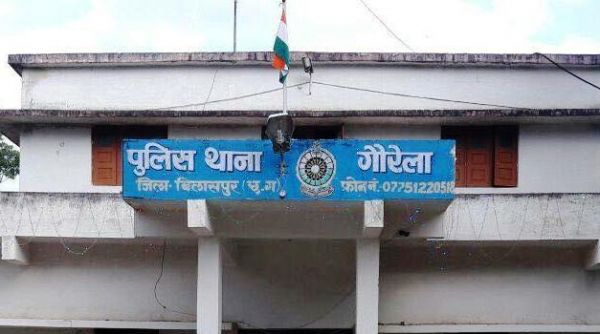 पुलिस थाना गौरेला
जिला-बिलासपुर (छ.ग.) फोन नं. 07751220518